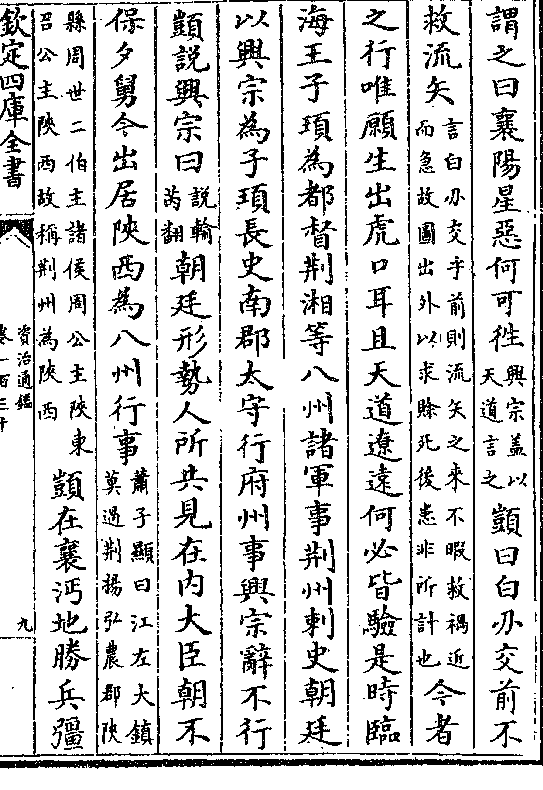 謂之曰襄陽星惡何可徃興宗蓋以天道言之顗曰白刃交前不
救流矢言白刃交乎前則流矢之來不暇救禍近而急故圖出外以求賒死後患非所計也今者
之行唯願生出虎口耳且天道遼遠何必皆驗是時臨
海王子頊為都督荆湘等八州諸軍事荆州刺史朝廷
以興宗為子頊長史南郡太守行府州事興宗辭不行
顗說興宗曰說輸芮翻朝廷形勢人所共見在内大臣朝不
保夕舅今出居陜西為八州行事蕭子顯曰江左大鎮莫過荆揚弘農郡陜
縣周世二伯主諸侯周公主陜東召公主陜西故稱荆州為陜西顗在襄沔地勝兵彊
欽定四庫全書
資治通鑑
卷一百三十
九